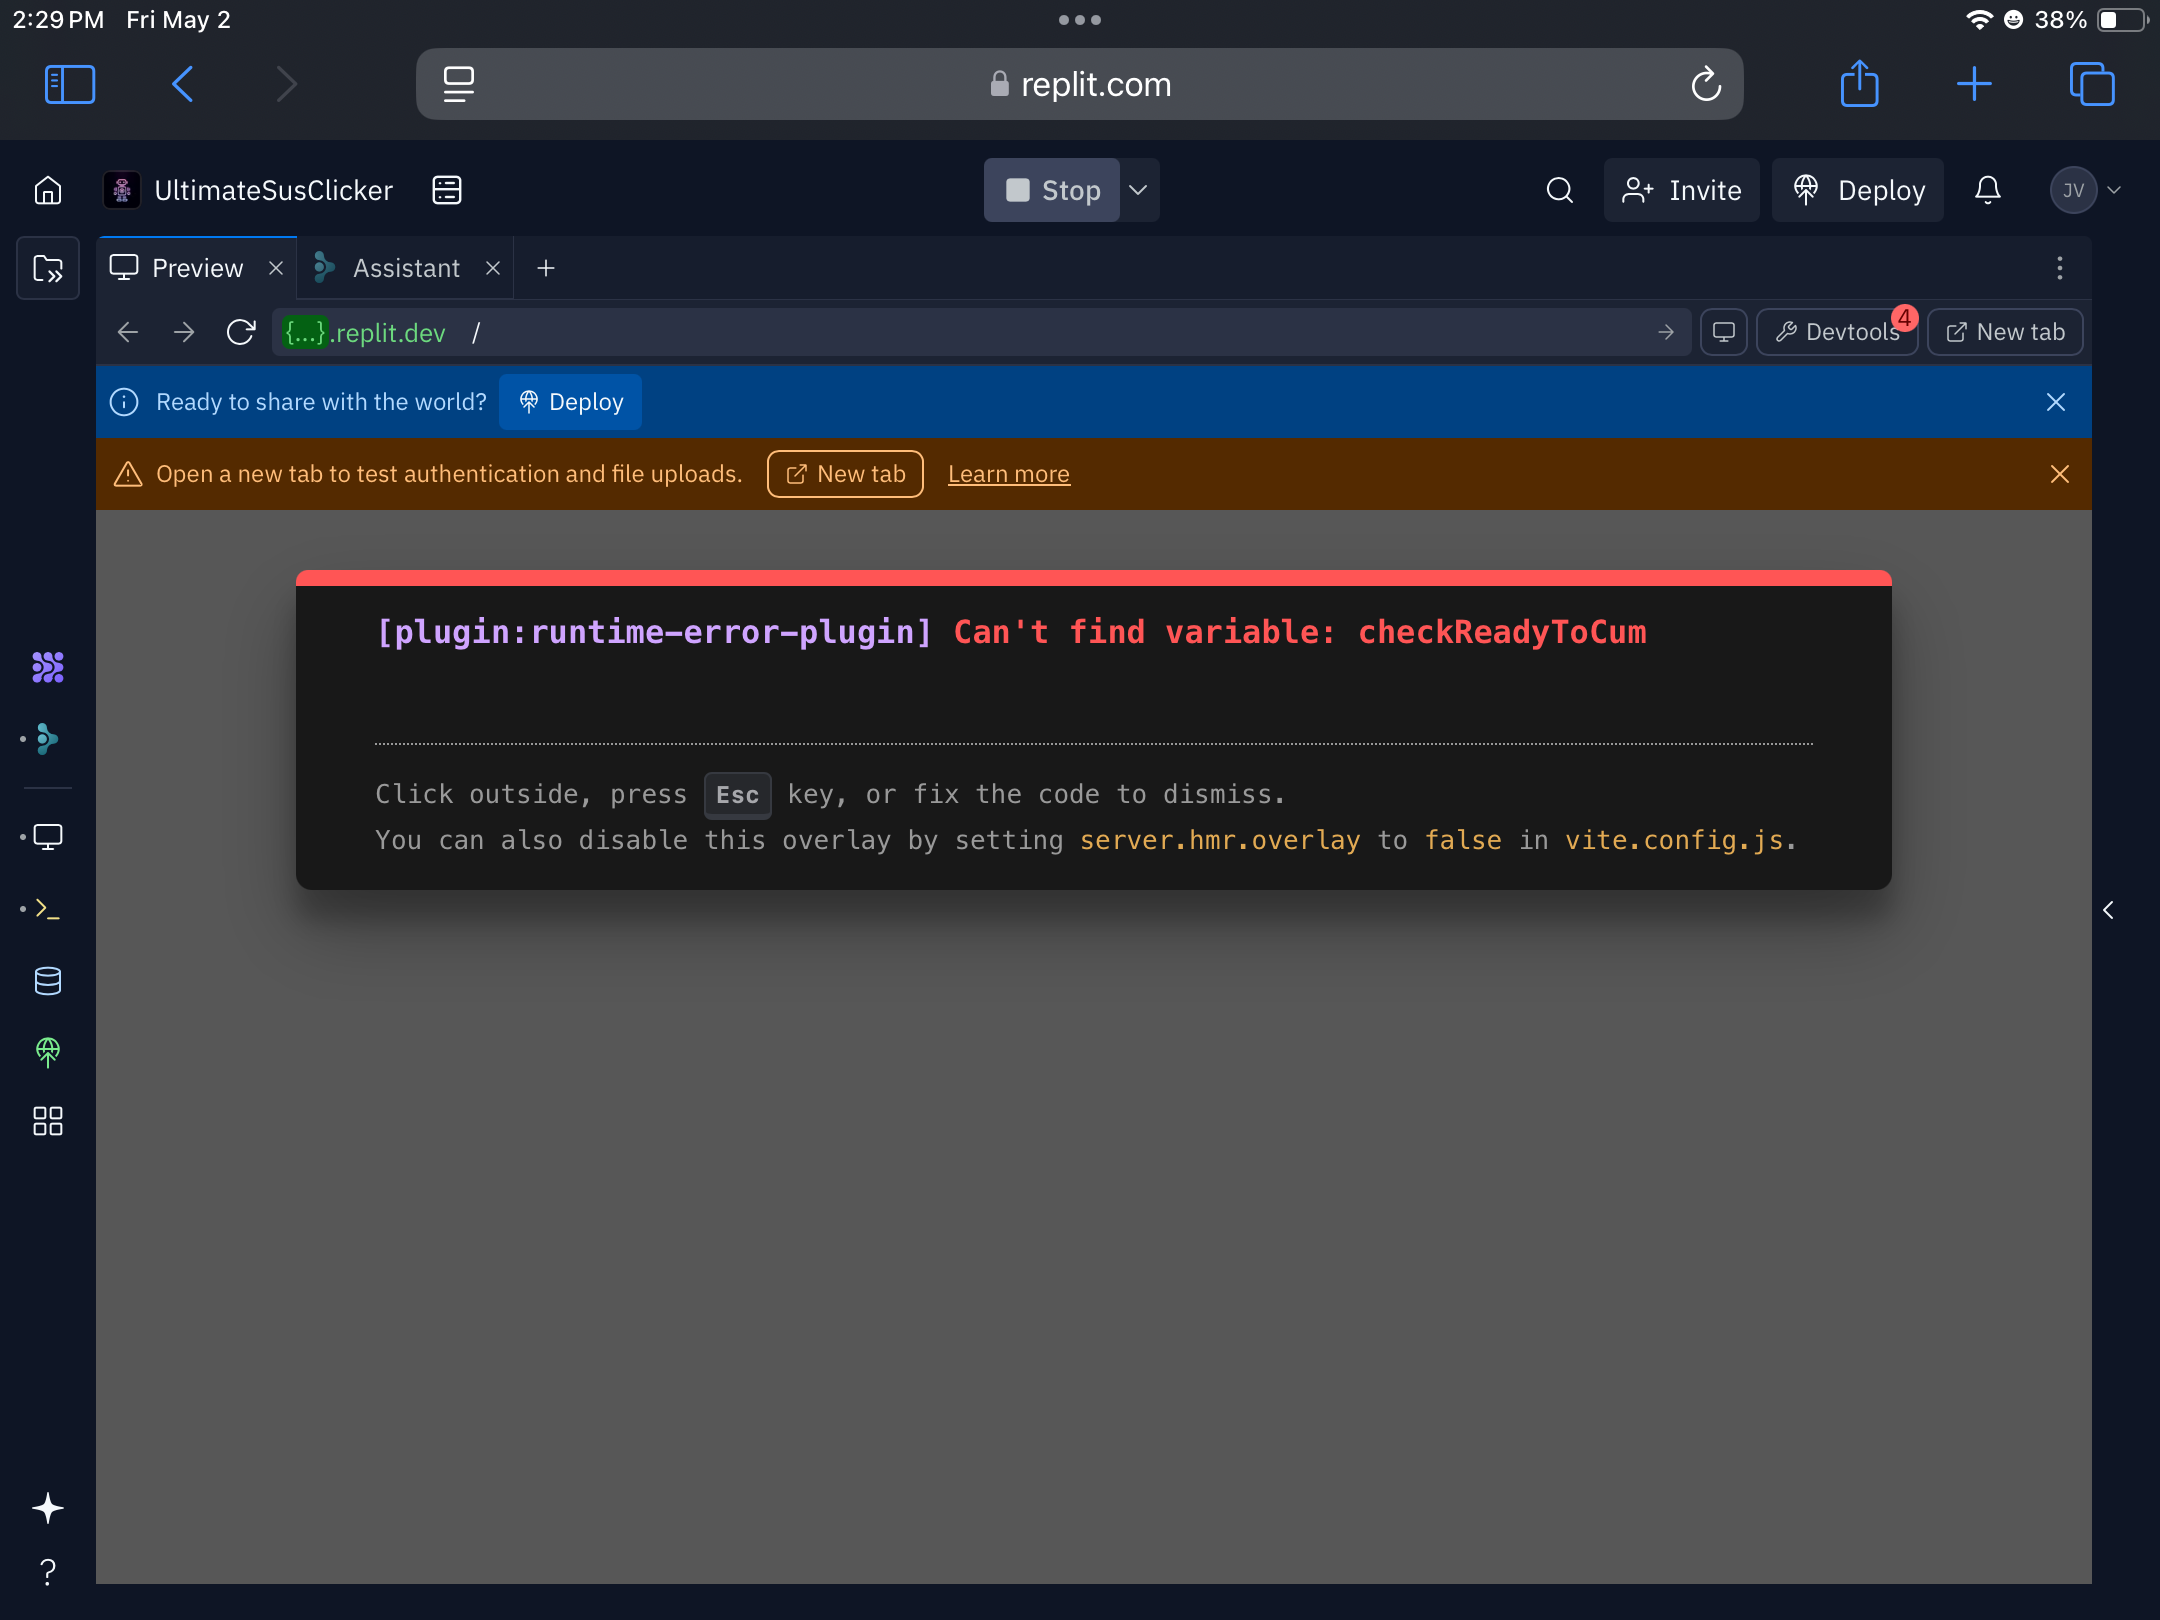 2:29 PM Fri May 2
38%
replit.com
UltimateSusClicker
Stop
Invite
Deploy
JV
Preview
Assistant
{...}.replit.dev /
Devtools
4
New tab
Ready to share with the world?
Deploy
Open a new tab to test authentication and file uploads.
New tab
Learn more
[plugin:runtime-error-plugin] Can't find variable: checkReadyToCum
Click outside, press Esc key, or fix the code to dismiss.
You can also disable this overlay by setting server.hmr.overlay to false in vite.config.js.